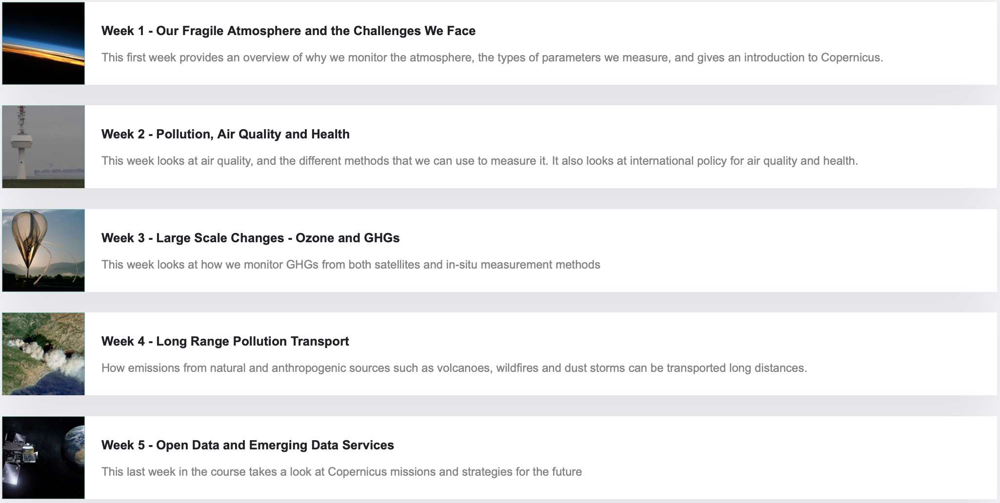 Week 1 - Our Fragile Atmosphere and the Challenges We Face
This first week provides an overview of why we monitor the atmosphere, the types of parameters we measure, and gives an introduction to Copernicus.
Week 2 - Pollution, Air Quality and Health
This week looks at air quality, and the different methods that we can use to measure it. It also looks at international policy for air quality and health.
Week 3 - Large Scale Changes - Ozone and GHGs
This week looks at how we monitor GHGs from both satellites and in-situ measurement methods
Week 4 - Long Range Pollution Transport
How emissions from natural and anthropogenic sources such as volcanoes, wildfires and dust storms can be transported long distances.
Week 5 - Open Data and Emerging Data Services
This last week in the course takes a look at Copernicus missions and strategies for the future